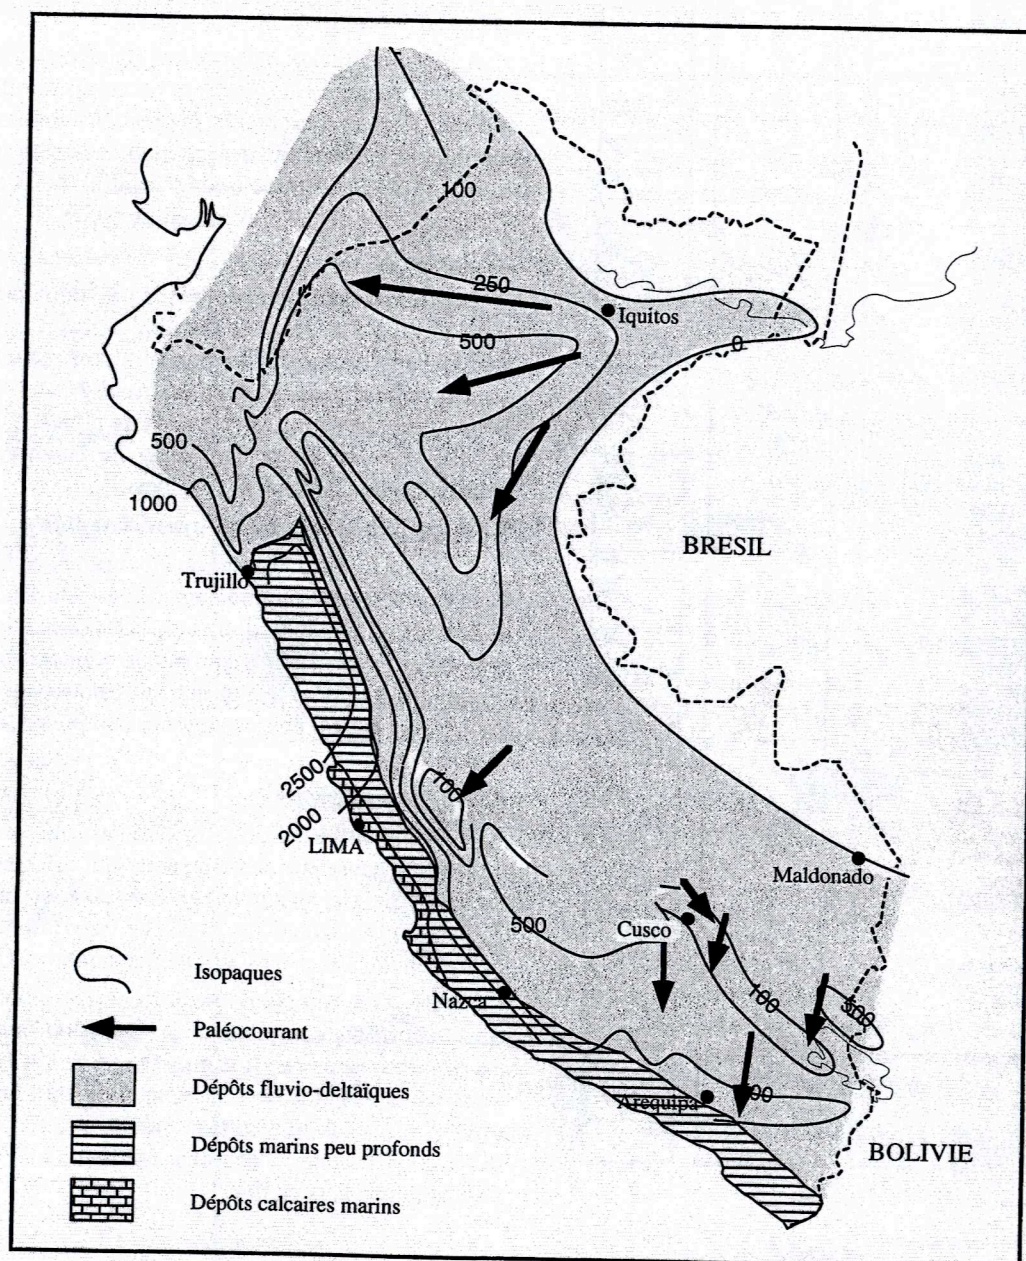 100
250
Iquitos
500
0
500
1000
BRESIL
Trujillo
2500
100
2000
LIMA
Maldonado
500
Cusco
Isopaques
100
500
Nazca
Paléocourant
Dépôts fluvio-deltaïques
Arequipa
Dépôts marins peu profonds
BOLIVIE
Dépôts calcaires marins